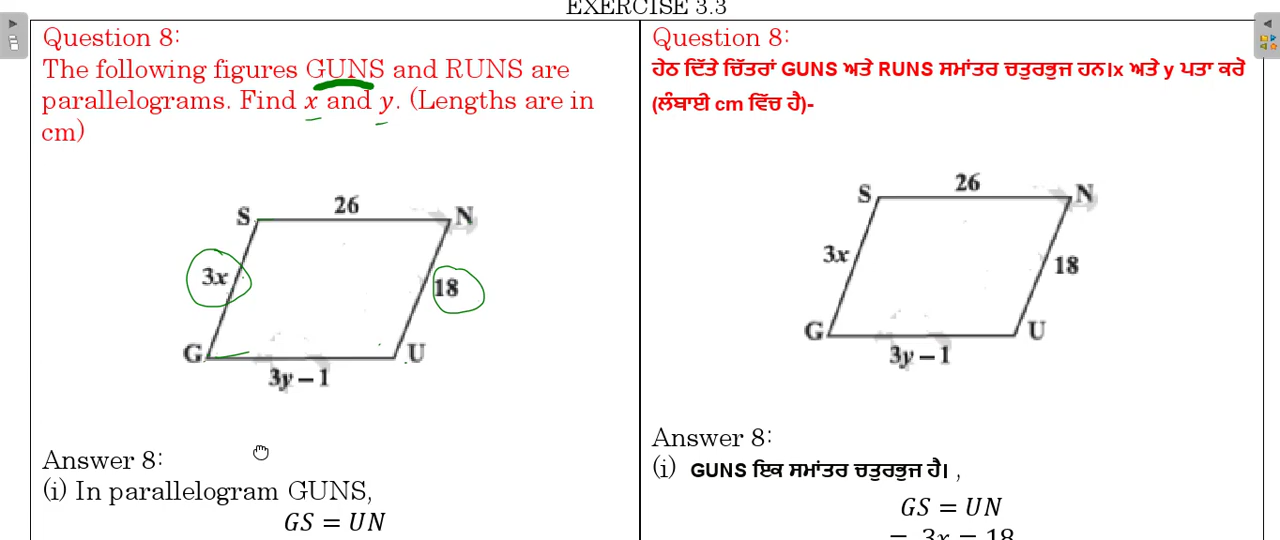 EXERCISE 3.3
Question 8:
The following figures GUNS and RUNS are
parallelograms. Find x and y. (Lengths are in
cm)
S
26
N
3x
18
G
U
3y – 1
Answer 8:
(i) In parallelogram GUNS,
GS = UN
Question 8:
ਹੇਠ ਦਿੱਤੇ ਚਿੱਤਰਾਂ GUNS ਅਤੇ RUNS ਸਮਾਂਤਰ ਚਤੁਰਭੁਜ ਹਨ।x ਅਤੇ y ਪਤਾ ਕਰੋ
(ਲੰਬਾਈ cm ਵਿੱਚ ਹੈ)-
S
26
N
3x
18
G
U
3y – 1
Answer 8:
(i) GUNS ਇਕ ਸਮਾਂਤਰ ਚਤੁਰਭੁਜ ਹੈ। ,
GS = UN
= 3x = 18